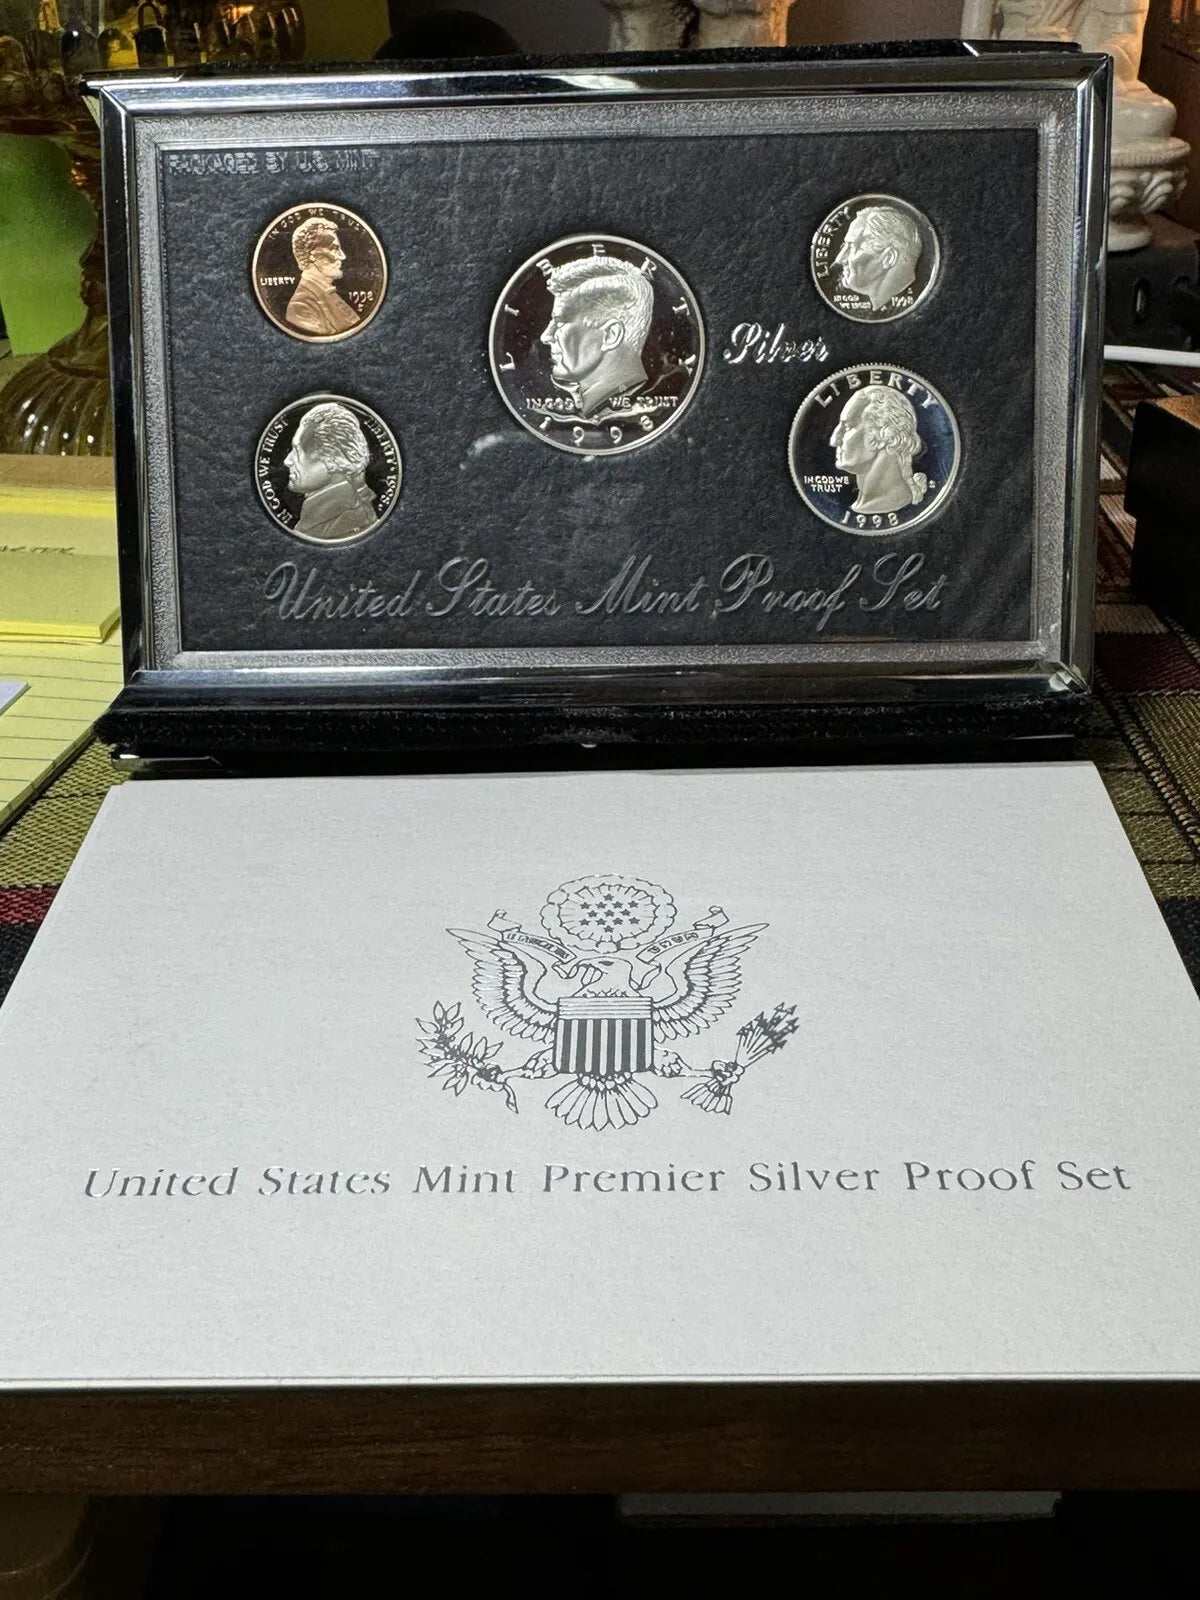 PACKAGED BY U.S. MINT
IN GOD WE TRUST
LIBERTY
1998
S
LIBERTY
IN GOD WE TRUST
1998
LIBERTY
IN GOD
WE TRUST
S
1998
Silver
IN GOD WE TRUST
LIBERTY · 1998
LIBERTY
IN GOD WE
TRUST
S
1998
United States Mint Proof Set
United States Mint Premier Silver Proof Set